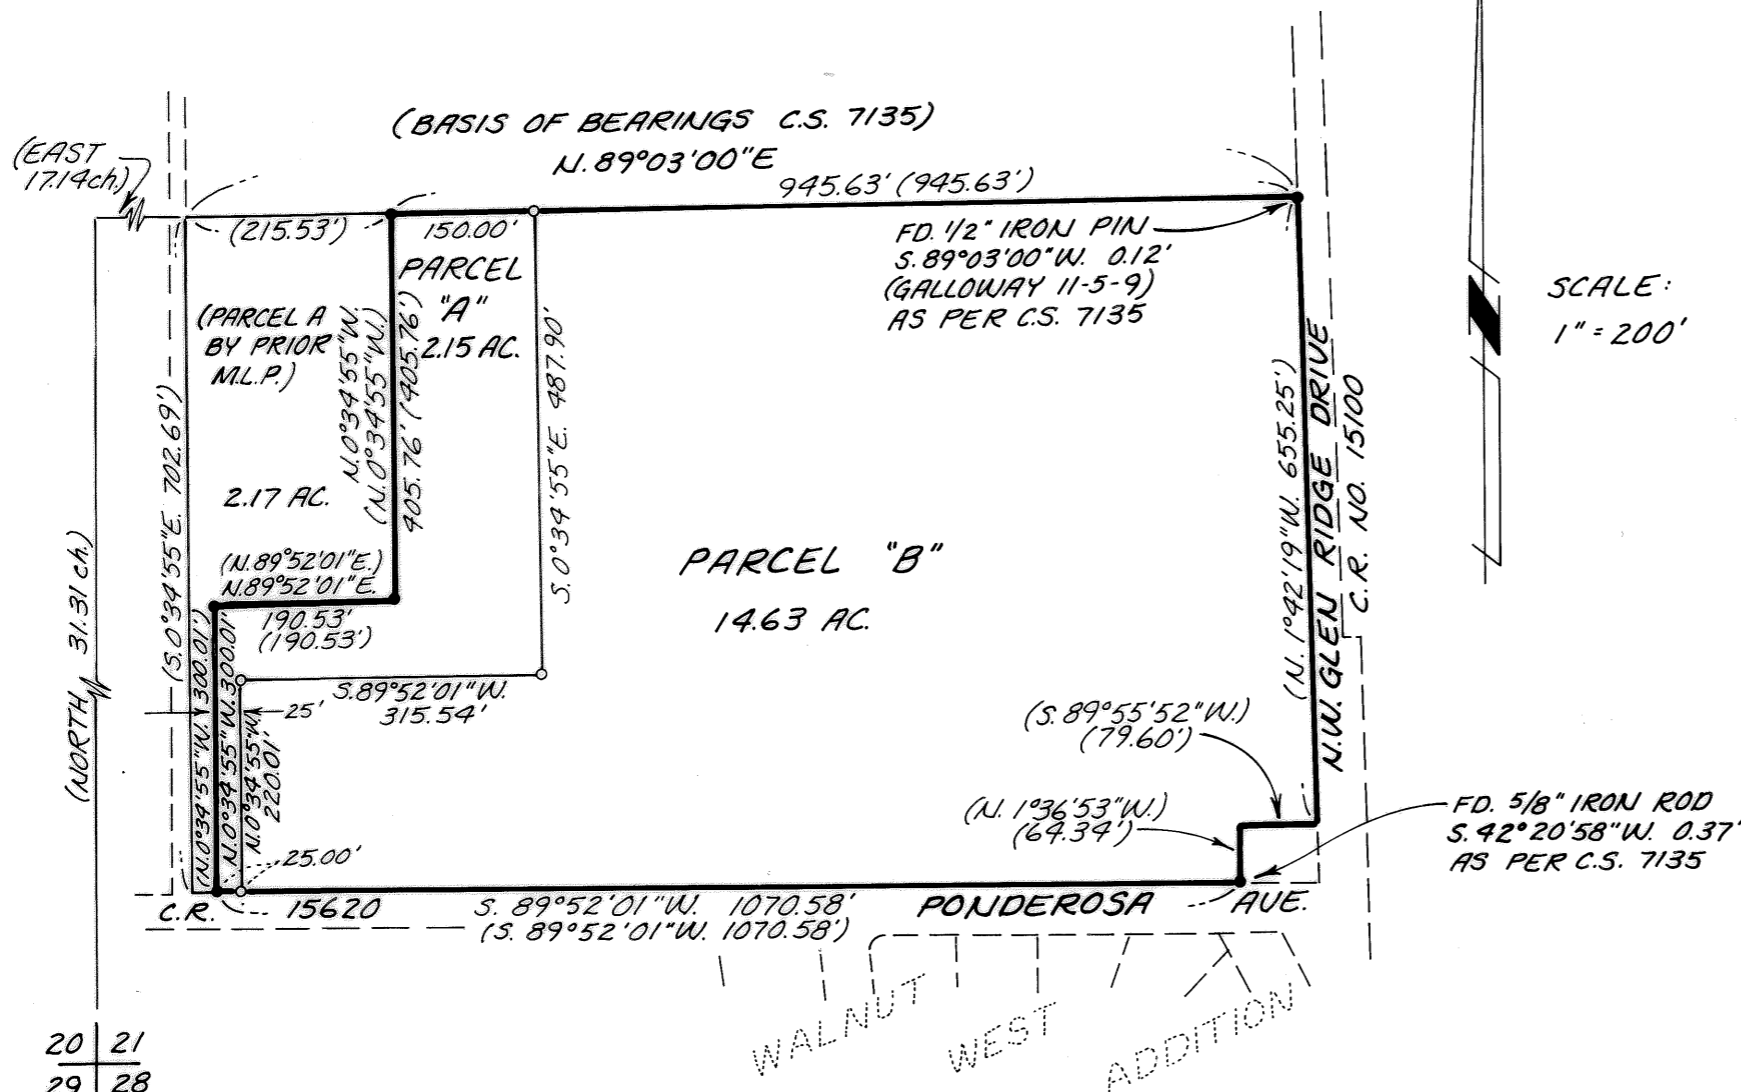 (BASIS OF BEARINGS C.S. 7135)
N. 89°03'00"E
945.63' (945.63')
(EAST
17.14ch.)
(215.53')
150.00'
PARCEL
"A"
2.15 AC.
(PARCEL A
BY PRIOR
M.L.P.)
2.17 AC.
N.0°34'55"W.
(N.0°34'55"W.)
405.76' (405.76')
S.0°34'55"E. 487.90'
FD. 1/2" IRON PIN
S. 89°03'00"W. 0.12'
(GALLOWAY 11-5-9)
AS PER C.S. 7135
SCALE:
1" = 200'
(S.0°34'55"E. 702.69')
(NORTH 31.31 ch.)
(N.89°52'01"E.)
N.89°52'01"E.
190.53'
(190.53')
PARCEL "B"
14.63 AC.
(N. 1°42'19"W. 655.25')
N.W. GLEN RIDGE DRIVE
C.R. NO. 15100
S.89°52'01"W.
315.54'
25'
(N.0°34'55"W. 300.01')
N.0°34'55"W. 300.01'
N.0°34'55"W.
220.01'
25.00'
(S. 89°55'52"W.)
(79.60')
(N. 1°36'53"W.)
(64.34')
FD. 5/8" IRON ROD
S. 42°20'58"W. 0.37'
AS PER C.S. 7135
C.R. 15620
S. 89°52'01"W. 1070.58'
(S. 89°52'01"W. 1070.58')
PONDEROSA AVE.
WALNUT WEST ADDITION
20 21
29 28